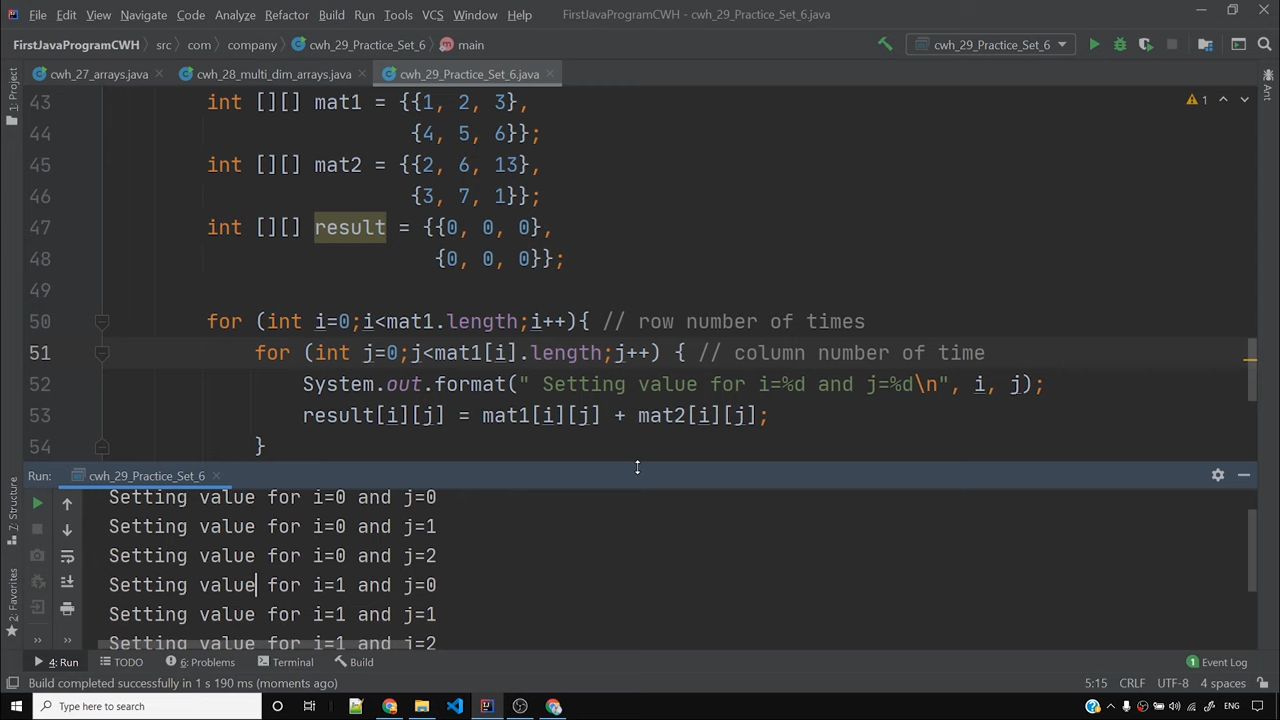 File Edit View Navigate Code Analyze Refactor Build Run Tools VCS Window Help FirstJavaProgramCWH - cwh_29_Practice_Set_6.java
FirstJavaProgramCWH src com company cwh_29_Practice_Set_6 main cwh_29_Practice_Set_6
cwh_27_arrays.java cwh_28_multi_dim_arrays.java cwh_29_Practice_Set_6.java
1: Project
Ant
1
43 int [][] mat1 = {{1, 2, 3},
44 {4, 5, 6}};
45 int [][] mat2 = {{2, 6, 13},
46 {3, 7, 1}};
47 int [][] result = {{0, 0, 0},
48 {0, 0, 0}};
49
50 for (int i=0;i<mat1.length;i++){ // row number of times
51 for (int j=0;j<mat1[i].length;j++) { // column number of time
52 System.out.format(" Setting value for i=%d and j=%d\n", i, j);
53 result[i][j] = mat1[i][j] + mat2[i][j];
54 }
Run: cwh_29_Practice_Set_6
Z: Structure
2: Favorites
Setting value for i=0 and j=0
Setting value for i=0 and j=1
Setting value for i=0 and j=2
Setting value for i=1 and j=0
Setting value for i=1 and j=1
Setting value for i=1 and j=2
4: Run TODO 6: Problems Terminal Build 1 Event Log
Build completed successfully in 1 s 190 ms (moments ago) 5:15 CRLF UTF-8 4 spaces
Type here to search ENG